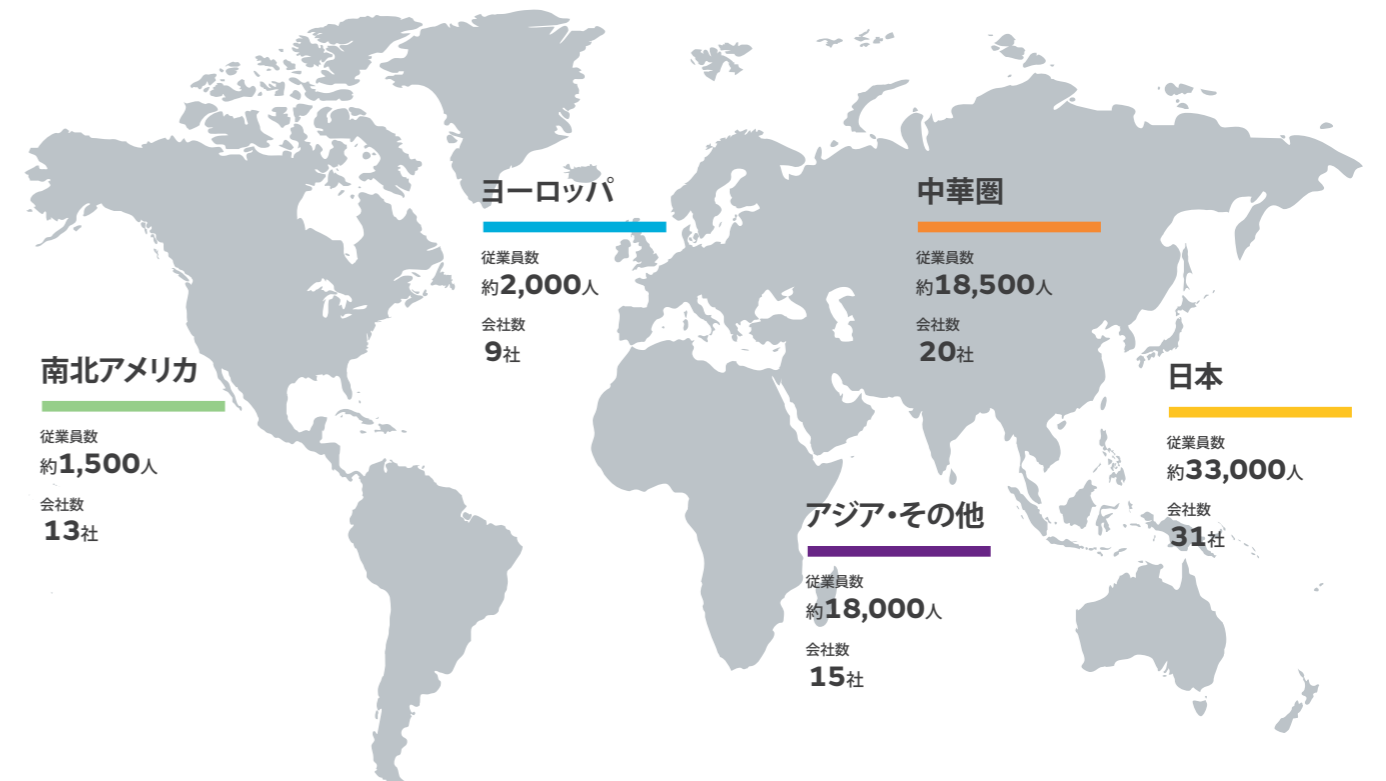 ヨーロッパ
従業員数
約2,000人
会社数
9社
中華圏
従業員数
約18,500人
会社数
20社
南北アメリカ
従業員数
約1,500人
会社数
13社
日本
従業員数
約33,000人
会社数
31社
アジア・その他
従業員数
約18,000人
会社数
15社